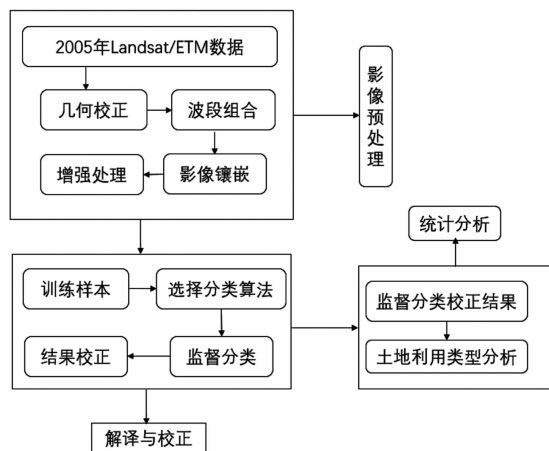 2005年Landsat/ETM数据
几何校正
波段组合
增强处理
影像镶嵌
影像预处理
训练样本
选择分类算法
结果校正
监督分类
解译与校正
统计分析
监督分类校正结果
土地利用类型分析